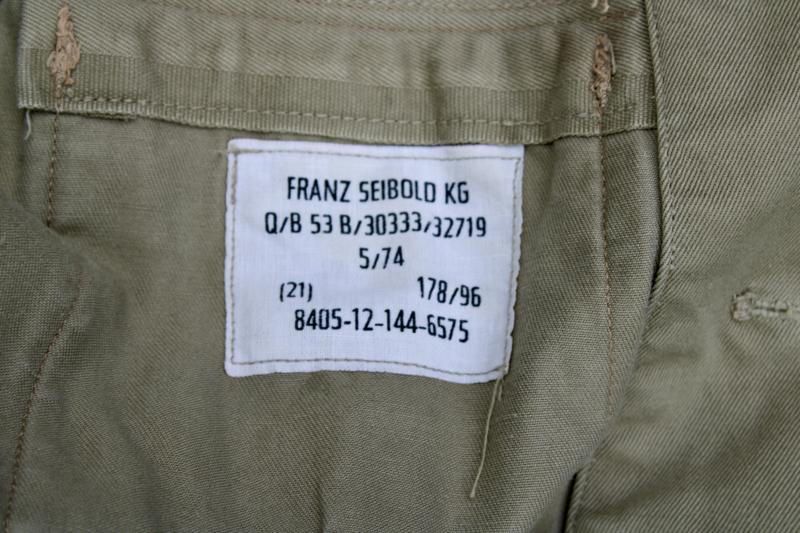 FRANZ SEIBOLD KG
Q/B 53 B/30333/32719
5/74
(21) 178/96
8405-12-144-6575